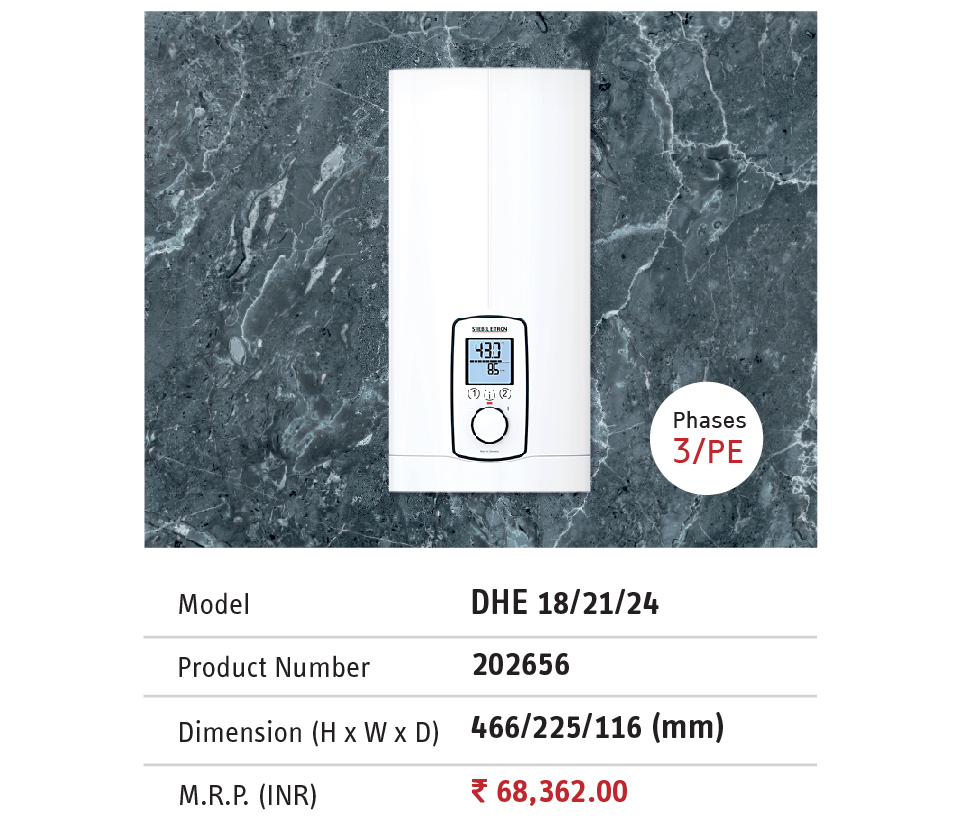 STIEBEL ETRON
43.0
8.5
1 i 2
Phases
3/PE
Model DHE 18/21/24
Product Number 202656
Dimension (H x W x D) 466/225/116 (mm)
M.R.P. (INR) ₹ 68,362.00